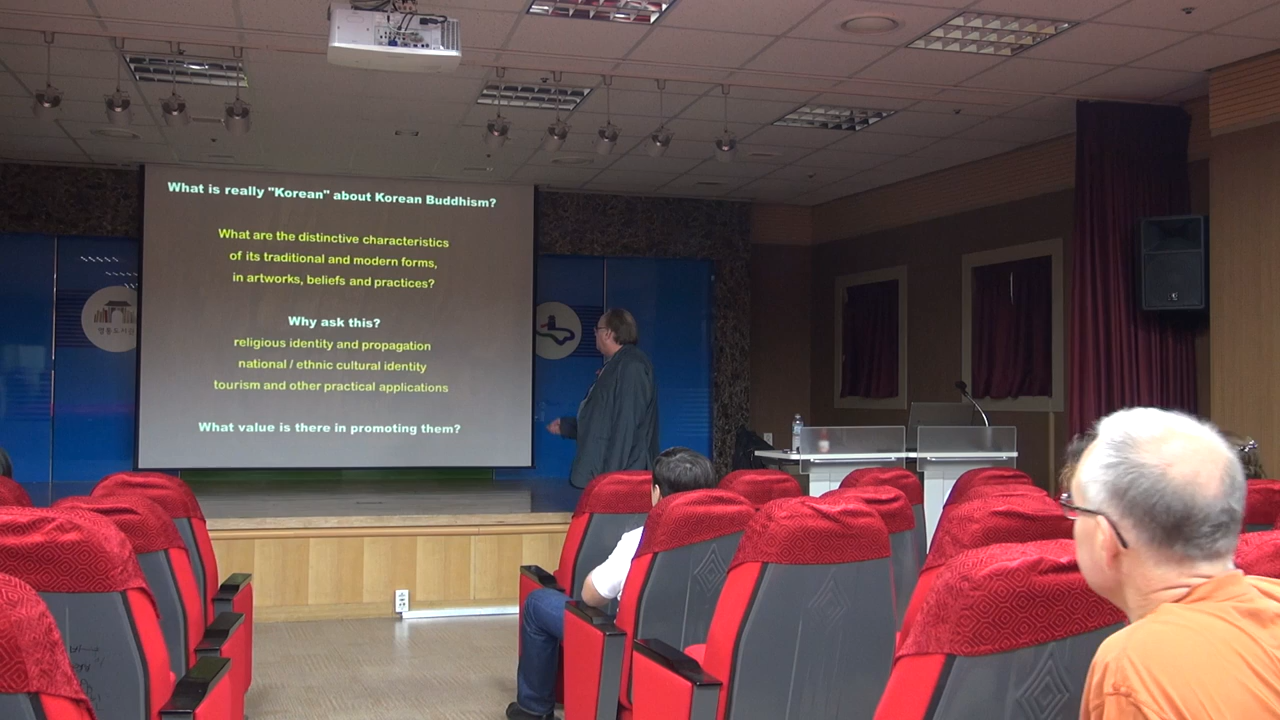 What is really "Korean" about Korean Buddhism?
What are the distinctive characteristics
of its traditional and modern forms,
in artworks, beliefs and practices?
Why ask this?
religious identity and propagation
national / ethnic cultural identity
tourism and other practical applications
What value is there in promoting them?